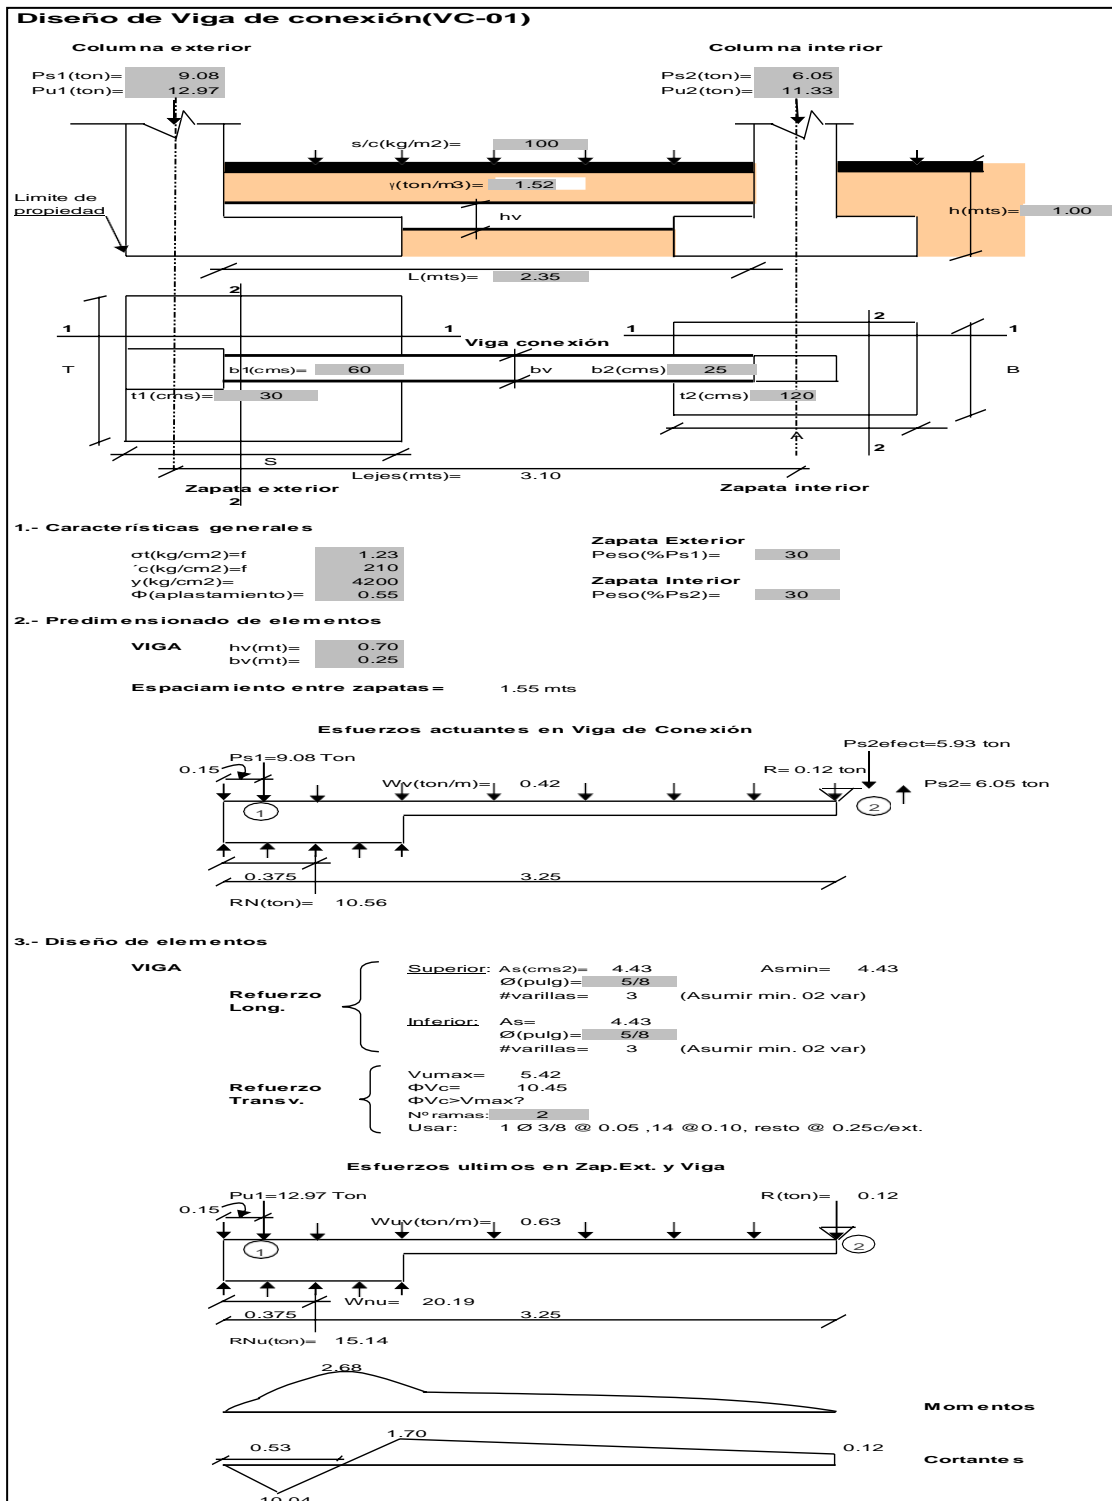 Diseño de Viga de conexión(VC-01)
Columna exterior Columna interior
Ps1(ton)= 9.08 Ps2(ton)= 6.05
Pu1(ton)= 12.97 Pu2(ton)= 11.33
s/c(kg/m2)= 100
γ(ton/m3)= 1.52
Limite de
propiedad
hv
h(mts)= 1.00
L(mts)= 2.35
2
2
1 1 1 1
Viga conexión
T b1(cms)= 60 bv b2(cms) 25 B
t1(cms)= 30 t2(cms) 120
A
2
S
Lejes(mts)= 3.10
Zapata exterior Zapata interior
2
1.- Características generales
Zapata Exterior
σt(kg/cm2)=f 1.23 Peso(%Ps1)= 30
´c(kg/cm2)=f 210
y(kg/cm2)= 4200 Zapata Interior
Φ(aplastamiento)= 0.55 Peso(%Ps2)= 30
2.- Predimensionado de elementos
VIGA hv(mt)= 0.70
bv(mt)= 0.25
Espaciamiento entre zapatas= 1.55 mts
Esfuerzos actuantes en Viga de Conexión
Ps2efect=5.93 ton
Ps1=9.08 Ton
0.15 R= 0.12 ton
Wv(ton/m)= 0.42 Ps2= 6.05 ton
1 2
0.375 3.25
RN(ton)= 10.56
3.- Diseño de elementos
VIGA Superior: As(cms2)= 4.43 Asmin= 4.43
Ø(pulg)= 5/8
Refuerzo #varillas= 3 (Asumir min. 02 var)
Long.
Inferior: As= 4.43
Ø(pulg)= 5/8
#varillas= 3 (Asumir min. 02 var)
Vumax= 5.42
Refuerzo ΦVc= 10.45
Transv. ΦVc>Vmax?
Nº ramas: 2
Usar: 1 Ø 3/8 @ 0.05 ,14 @0.10, resto @ 0.25c/ext.
Esfuerzos ultimos en Zap.Ext. y Viga
Pu1=12.97 Ton R(ton)= 0.12
0.15
Wuv(ton/m)= 0.63
1 2
Wnu= 20.19
0.375 3.25
RNu(ton)= 15.14
2.68
Momentos
1.70
0.53 0.12
Cortantes
10.01